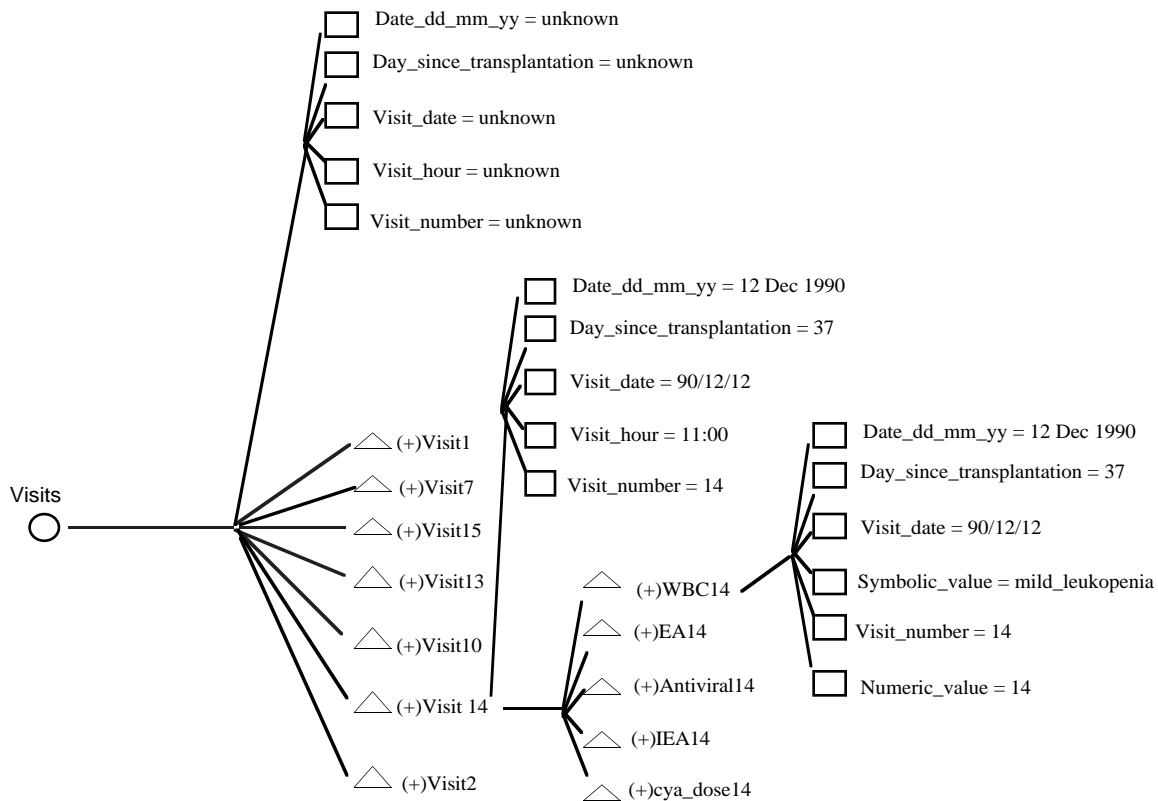 Date_dd_mm_yy = unknown
Day_since_transplantation = unknown
Visit_date = unknown
Visit_hour = unknown
Visit_number = unknown
Visits
(+)Visit1
(+)Visit7
(+)Visit15
(+)Visit13
(+)Visit10
(+)Visit 14
(+)Visit2
Date_dd_mm_yy = 12 Dec 1990
Day_since_transplantation = 37
Visit_date = 90/12/12
Visit_hour = 11:00
Visit_number = 14
(+)WBC14
(+)EA14
(+)Antiviral14
(+)IEA14
(+)cya_dose14
Date_dd_mm_yy = 12 Dec 1990
Day_since_transplantation = 37
Visit_date = 90/12/12
Symbolic_value = mild_leukopenia
Visit_number = 14
Numeric_value = 14